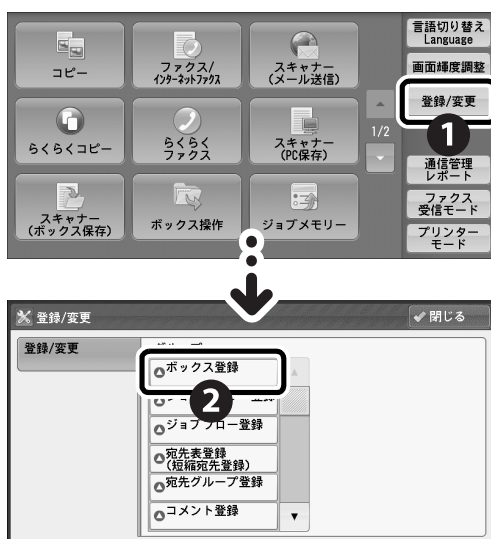 コピー
ファクス/
インターネットファクス
スキャナー
(メール送信)
らくらくコピー
らくらく
ファクス
スキャナー
(PC保存)
スキャナー
(ボックス保存)
ボックス操作
ジョブメモリー
1/2
言語切り替え
Language
画面輝度調整
登録/変更
1
通信管理
レポート
ファクス
受信モード
プリンター
モード
登録/変更
閉じる
登録/変更
ボックス登録
2
ジョブフロー登録
宛先表登録
(短縮宛先登録)
宛先グループ登録
コメント登録